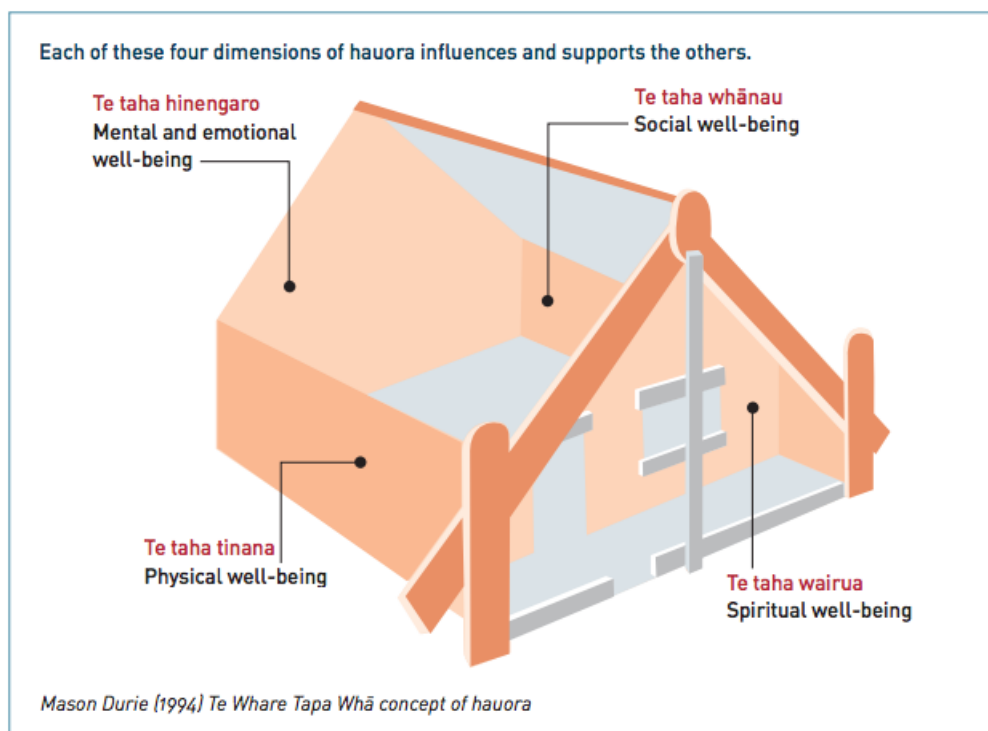 Each of these four dimensions of hauora influences and supports the others.
Te taha hinengaro
Mental and emotional
well-being
Te taha whānau
Social well-being
Te taha tinana
Physical well-being
Te taha wairua
Spiritual well-being
Mason Durie (1994) Te Whare Tapa Whā concept of hauora